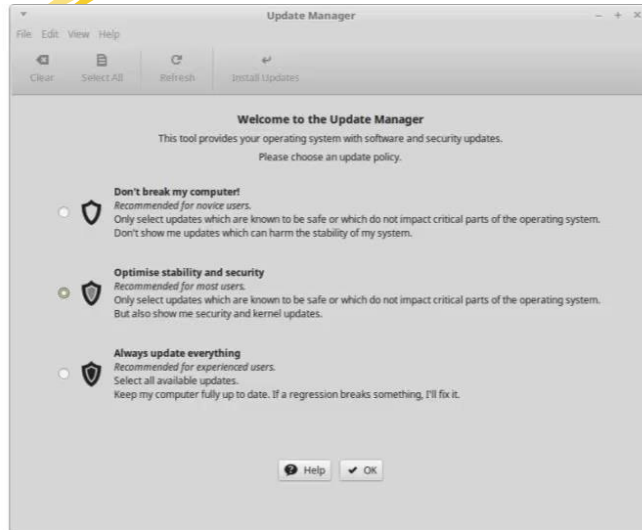 Update Manager
File Edit View Help
Clear Select All Refresh Install Updates
Welcome to the Update Manager
This tool provides your operating system with software and security updates.
Please choose an update policy.
Don't break my computer!
Recommended for novice users.
Only select updates which are known to be safe or which do not impact critical parts of the operating system.
Don't show me updates which can harm the stability of my system.
Optimise stability and security
Recommended for most users.
Only select updates which are known to be safe or which do not impact critical parts of the operating system.
But also show me security and kernel updates.
Always update everything
Recommended for experienced users.
Select all available updates.
Keep my computer fully up to date. If a regression breaks something, I'll fix it.
Help OK